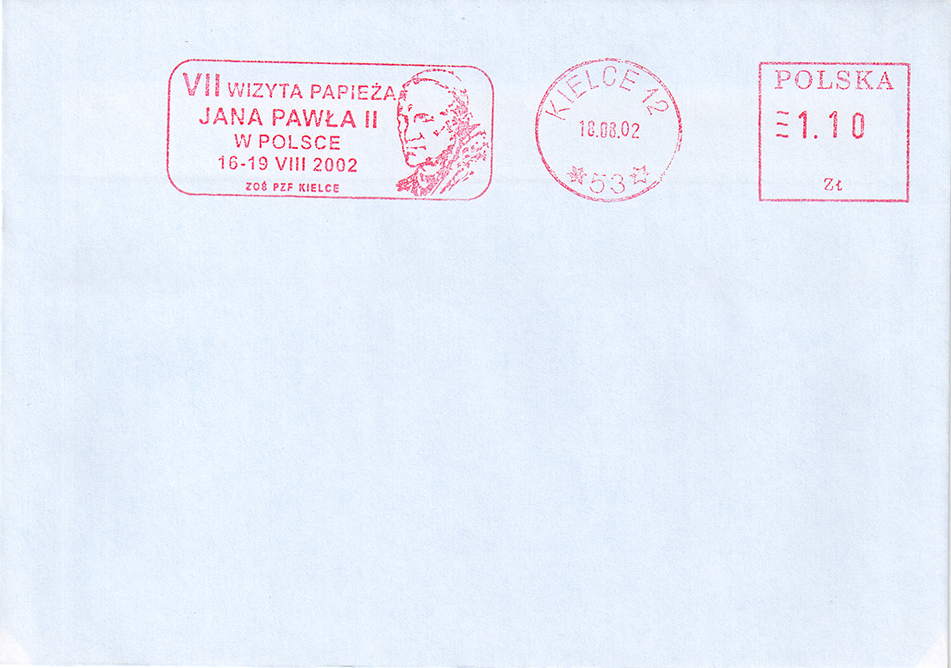 VII WIZYTA PAPIEŻA
JANA PAWŁA II
W POLSCE
16-19 VIII 2002
ZOŚ PZF KIELCE
KIELCE 12
18.08.02
53
POLSKA
1.10
Zł